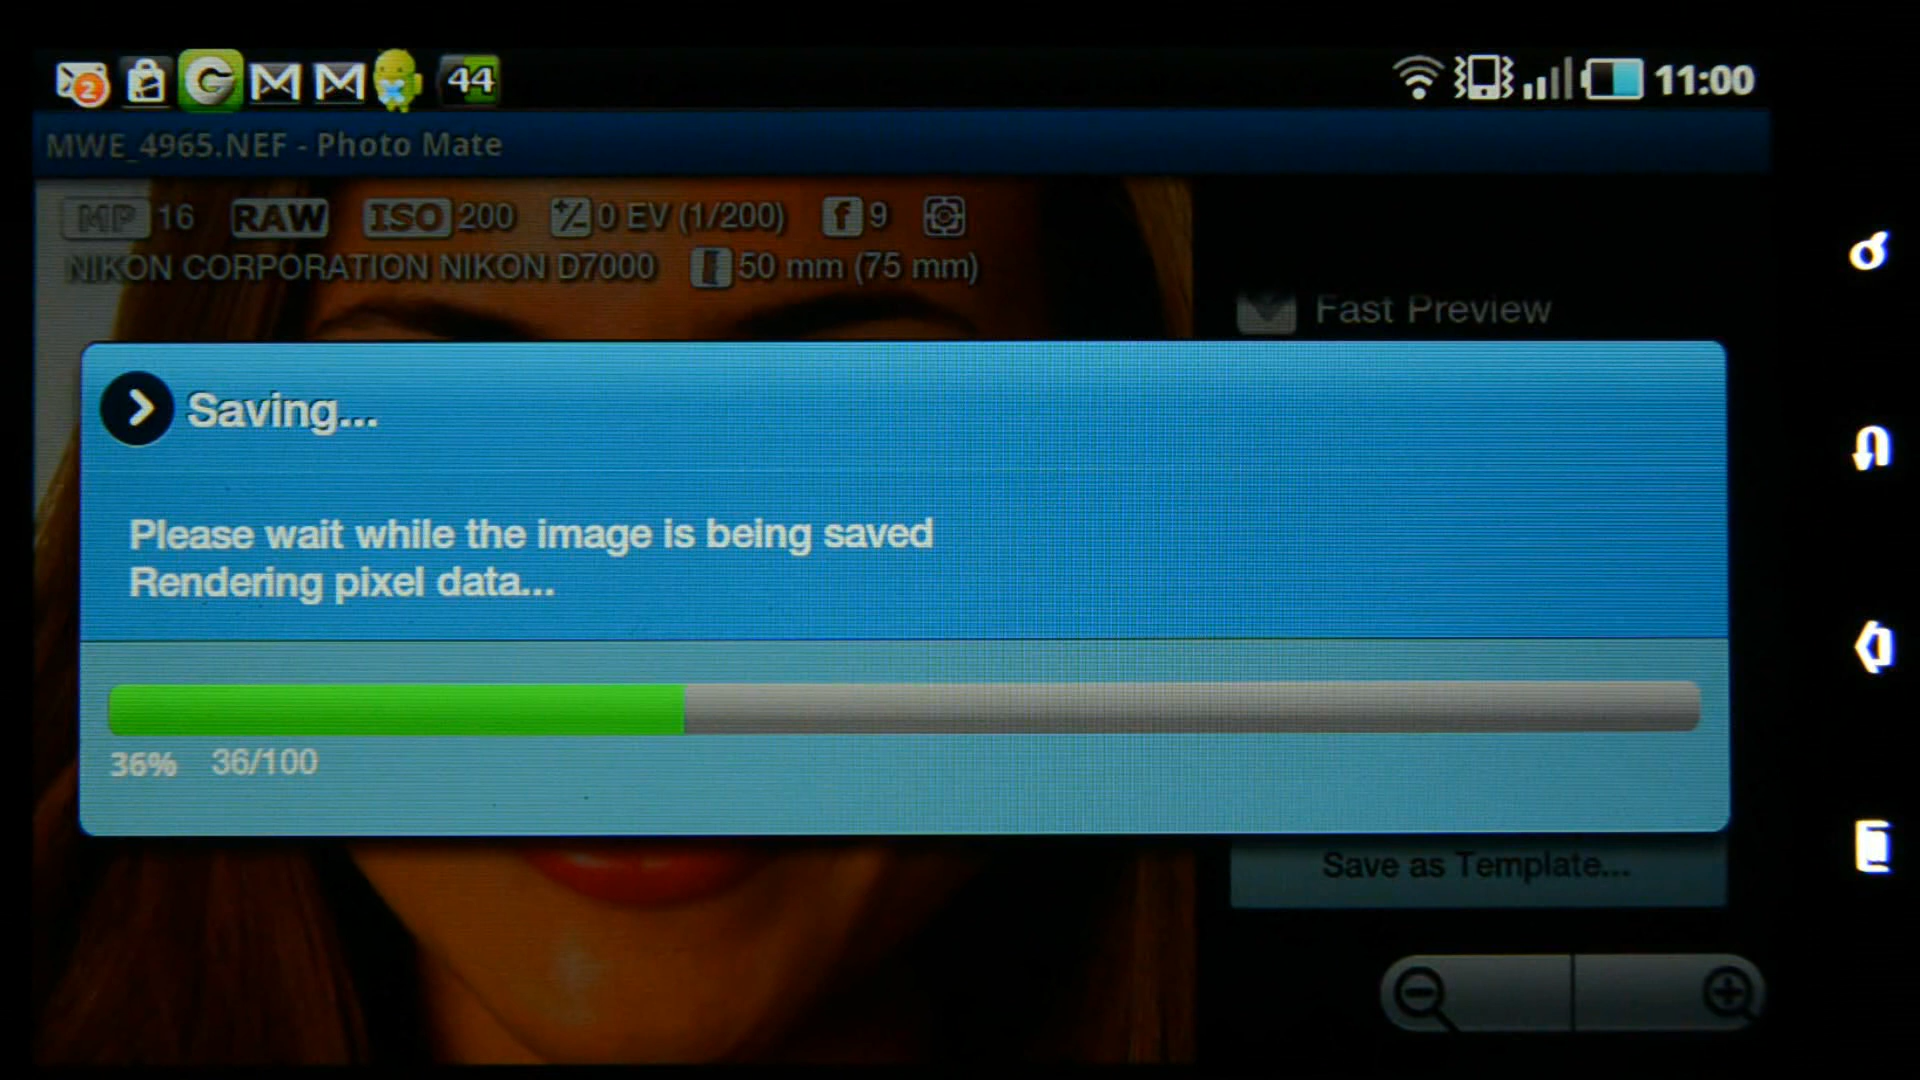 2 44 11:00
MWE_4965.NEF - Photo Mate
MP 16 RAW ISO 200 0 EV (1/200) f 9
NIKON CORPORATION NIKON D7000 50 mm (75 mm)
Fast Preview
Saving...
Please wait while the image is being saved
Rendering pixel data...
36% 36/100
Save as Template...